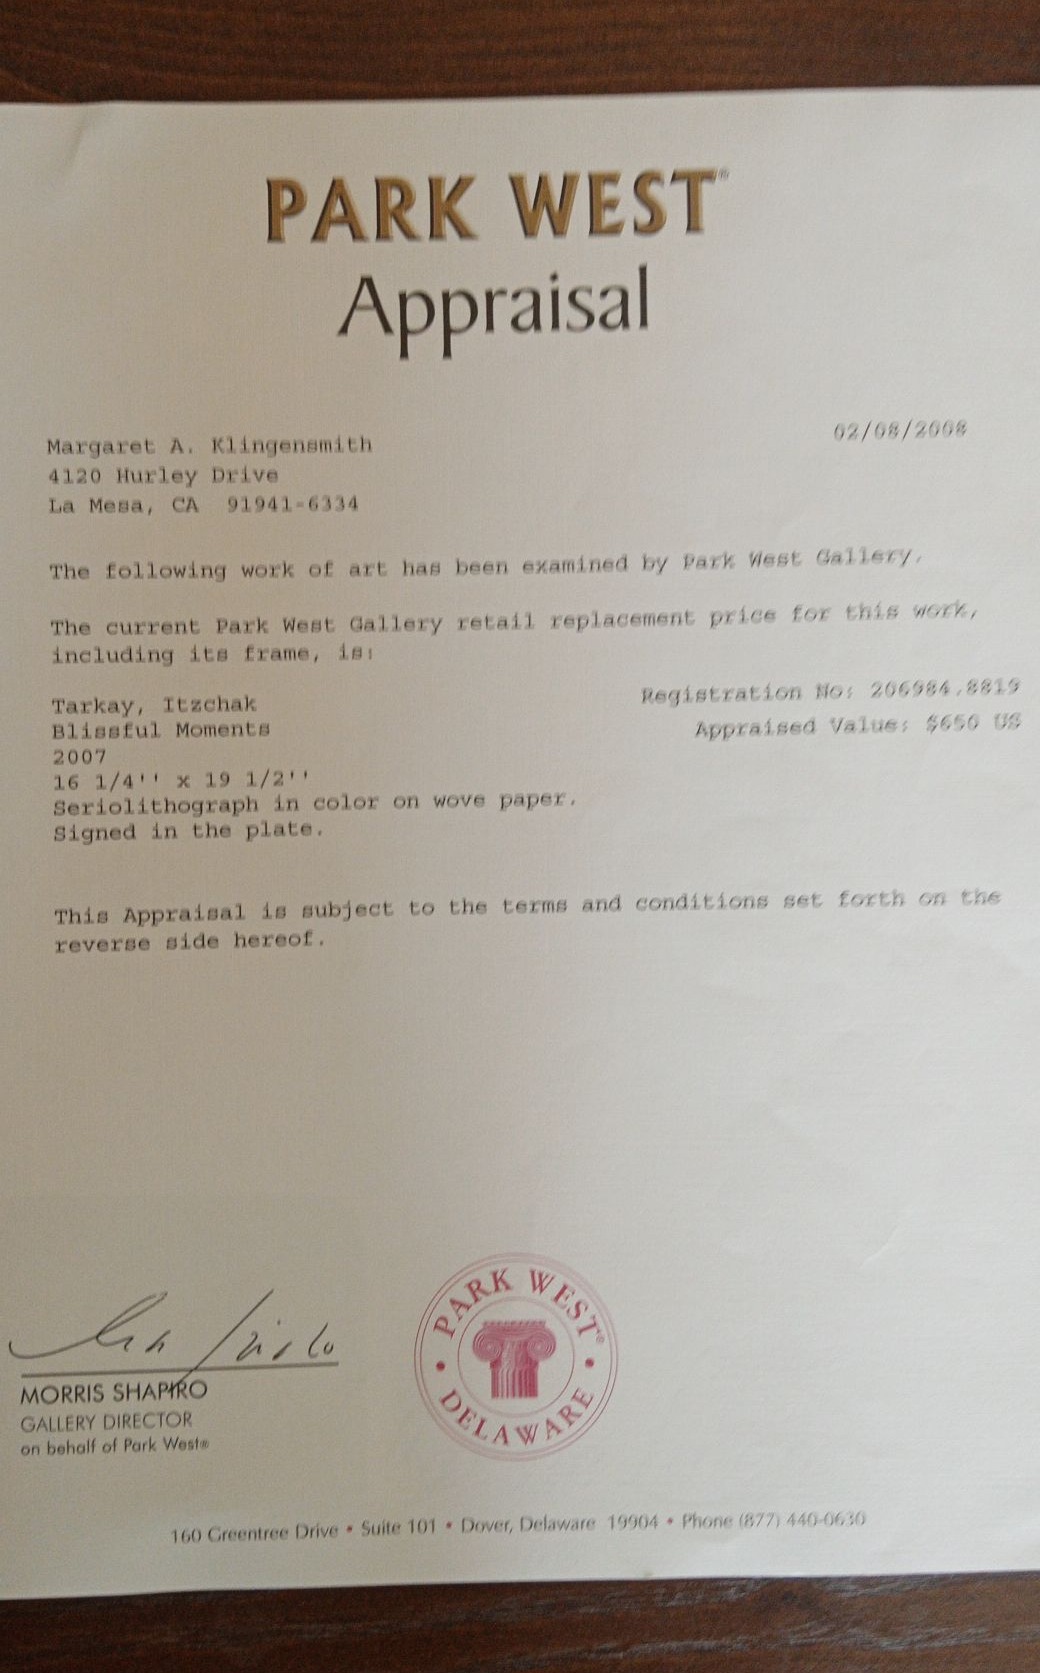 PARK WEST®
Appraisal
02/08/2008
Margaret A. Klingensmith
4120 Hurley Drive
La Mesa, CA 91941-6334
The following work of art has been examined by Park West Gallery.
The current Park West Gallery retail replacement price for this work,
including its frame, is:
Tarkay, Itzchak
Registration No: 206984.8819
Blissful Moments
Appraised Value: $650 US
2007
16 1/4'' x 19 1/2''
Seriolithograph in color on wove paper.
Signed in the plate.
This Appraisal is subject to the terms and conditions set forth on the
reverse side hereof.
MORRIS SHAPIRO
GALLERY DIRECTOR
on behalf of Park West®
PARK WEST®
• DELAWARE •
160 Greentree Drive • Suite 101 • Dover, Delaware 19904 • Phone (877) 440-0630